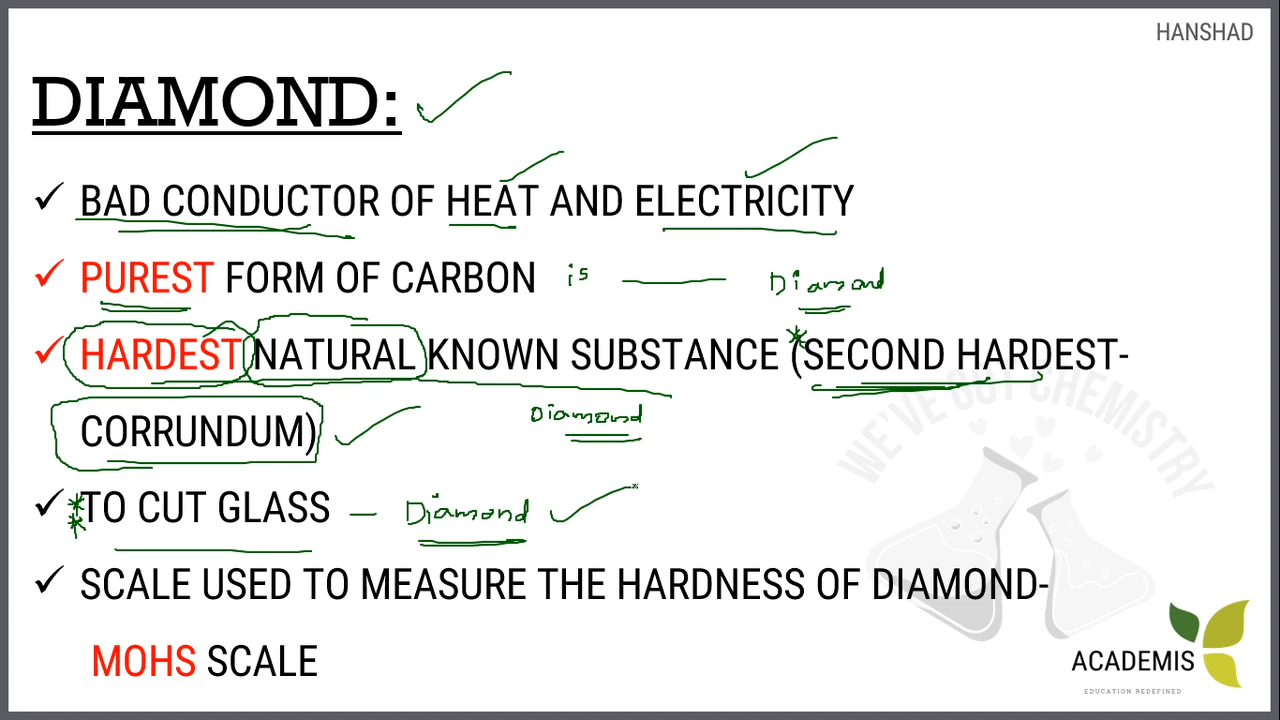 HANSHAD
DIAMOND:
BAD CONDUCTOR OF HEAT AND ELECTRICITY
PUREST FORM OF CARBON is — Diamond
HARDEST NATURAL KNOWN SUBSTANCE (*SECOND HARDEST-
CORRUNDUM) Diamond
WE'VE GOT CHEMISTRY
**TO CUT GLASS — Diamond
SCALE USED TO MEASURE THE HARDNESS OF DIAMOND-
MOHS SCALE
ACADEMIS
EDUCATION REDEFINED